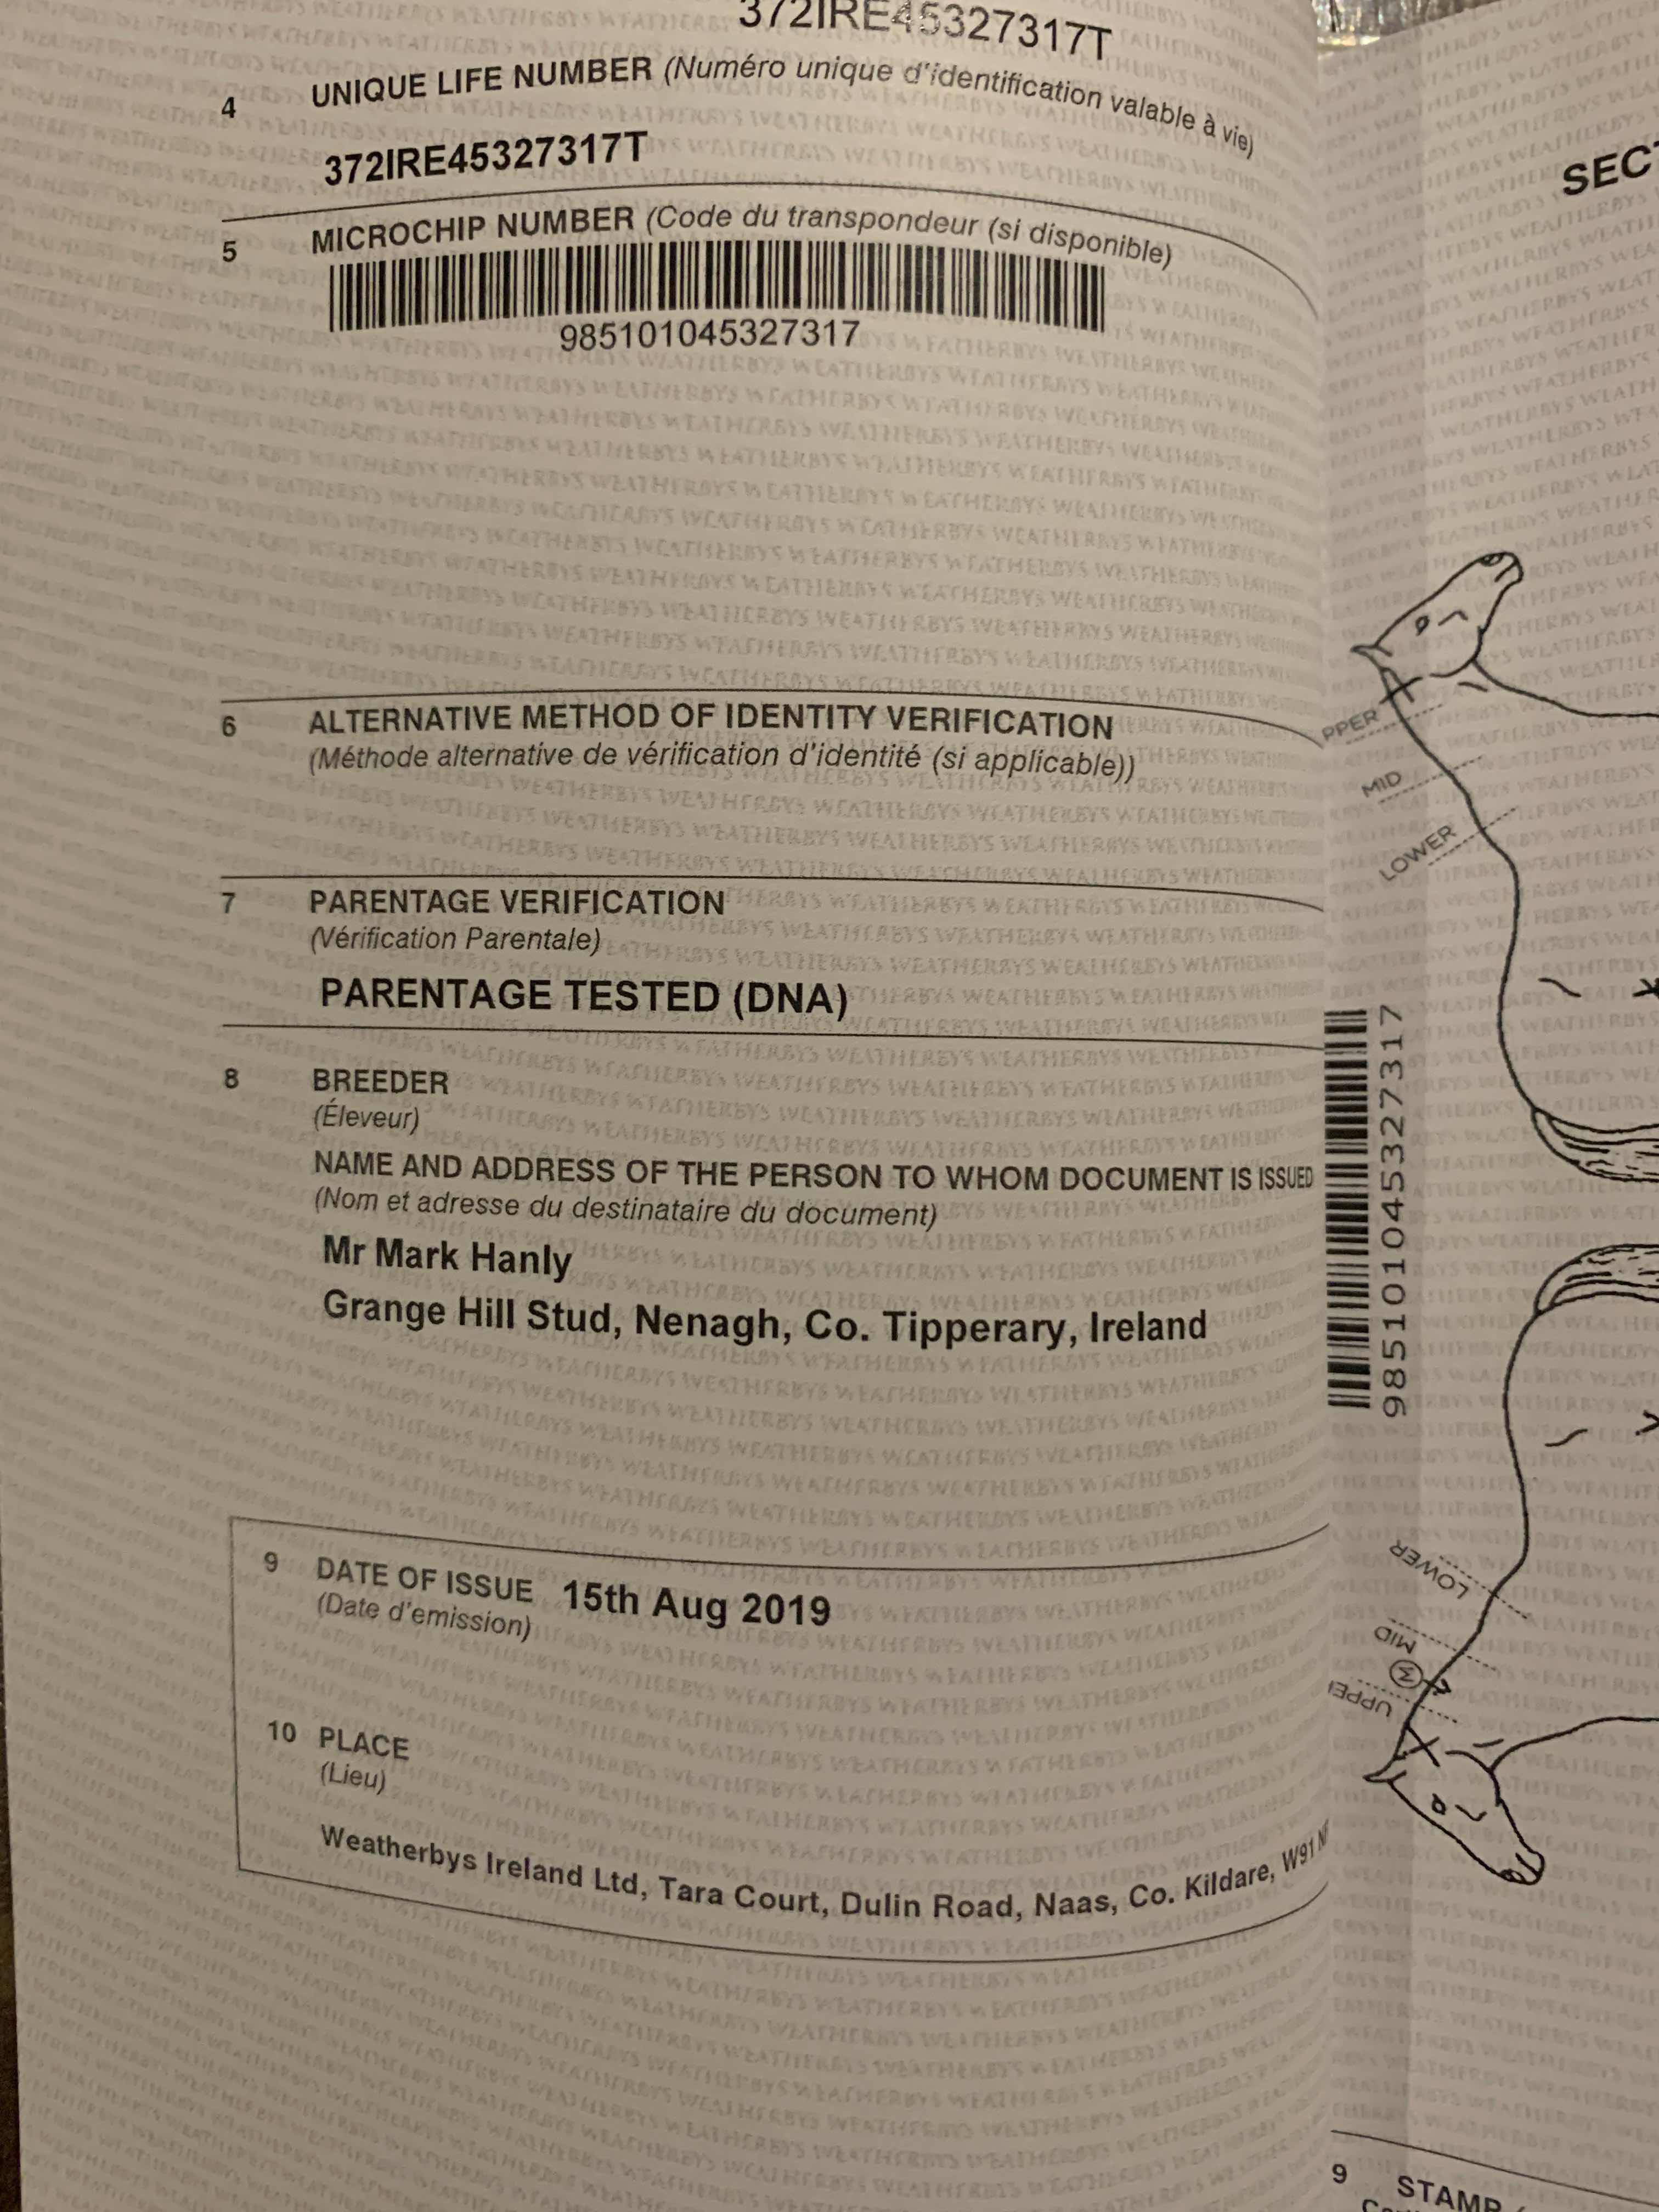 372IRE45327317T
4 UNIQUE LIFE NUMBER (Numéro unique d'identification valable à vie)
372IRE45327317T
5 MICROCHIP NUMBER (Code du transpondeur (si disponible)
985101045327317
6 ALTERNATIVE METHOD OF IDENTITY VERIFICATION
(Méthode alternative de vérification d'identité (si applicable))
7 PARENTAGE VERIFICATION
(Vérification Parentale)
PARENTAGE TESTED (DNA)
8 BREEDER
(Éleveur)
NAME AND ADDRESS OF THE PERSON TO WHOM DOCUMENT IS ISSUED
(Nom et adresse du destinataire du document)
Mr Mark Hanly
Grange Hill Stud, Nenagh, Co. Tipperary, Ireland
9 DATE OF ISSUE 15th Aug 2019
(Date d'emission)
10 PLACE
(Lieu)
Weatherbys Ireland Ltd, Tara Court, Dulin Road, Naas, Co. Kildare, W91
985101045327317
SECT
PPER
MID
LOWER
LOWER
MID
UPPE
9 STAMP
WEATHERBYS